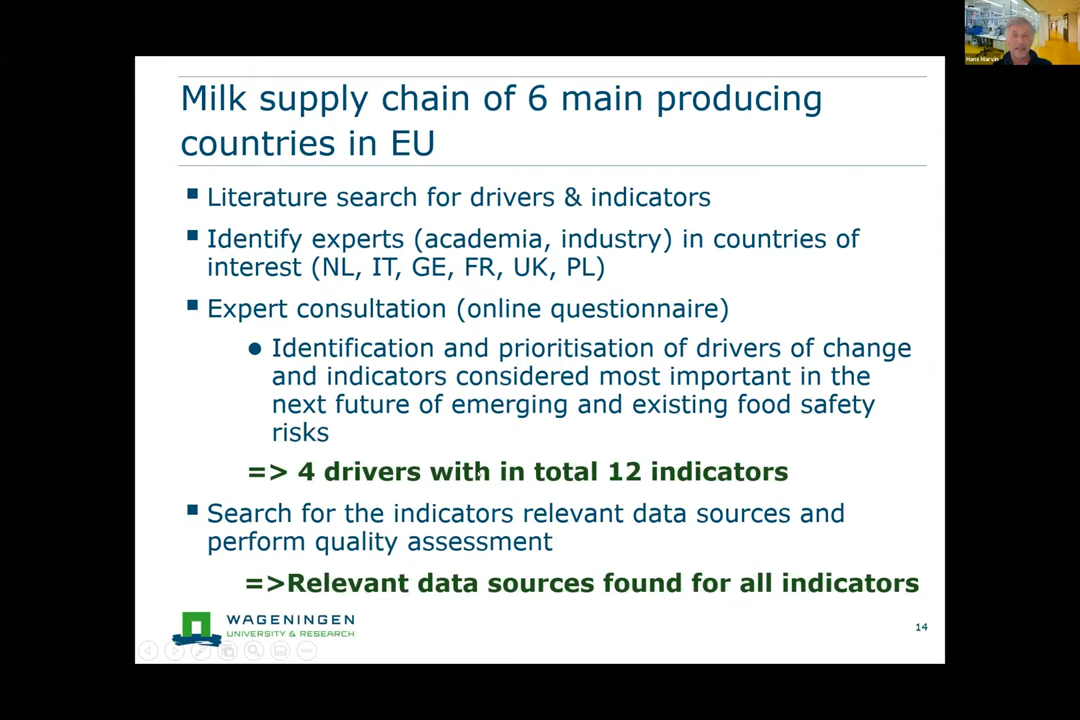 Hans Marvin
Milk supply chain of 6 main producing
countries in EU
Literature search for drivers & indicators
Identify experts (academia, industry) in countries of
interest (NL, IT, GE, FR, UK, PL)
Expert consultation (online questionnaire)
Identification and prioritisation of drivers of change
and indicators considered most important in the
next future of emerging and existing food safety
risks
=> 4 drivers with in total 12 indicators
Search for the indicators relevant data sources and
perform quality assessment
=>Relevant data sources found for all indicators
WAGENINGEN
UNIVERSITY & RESEARCH
14